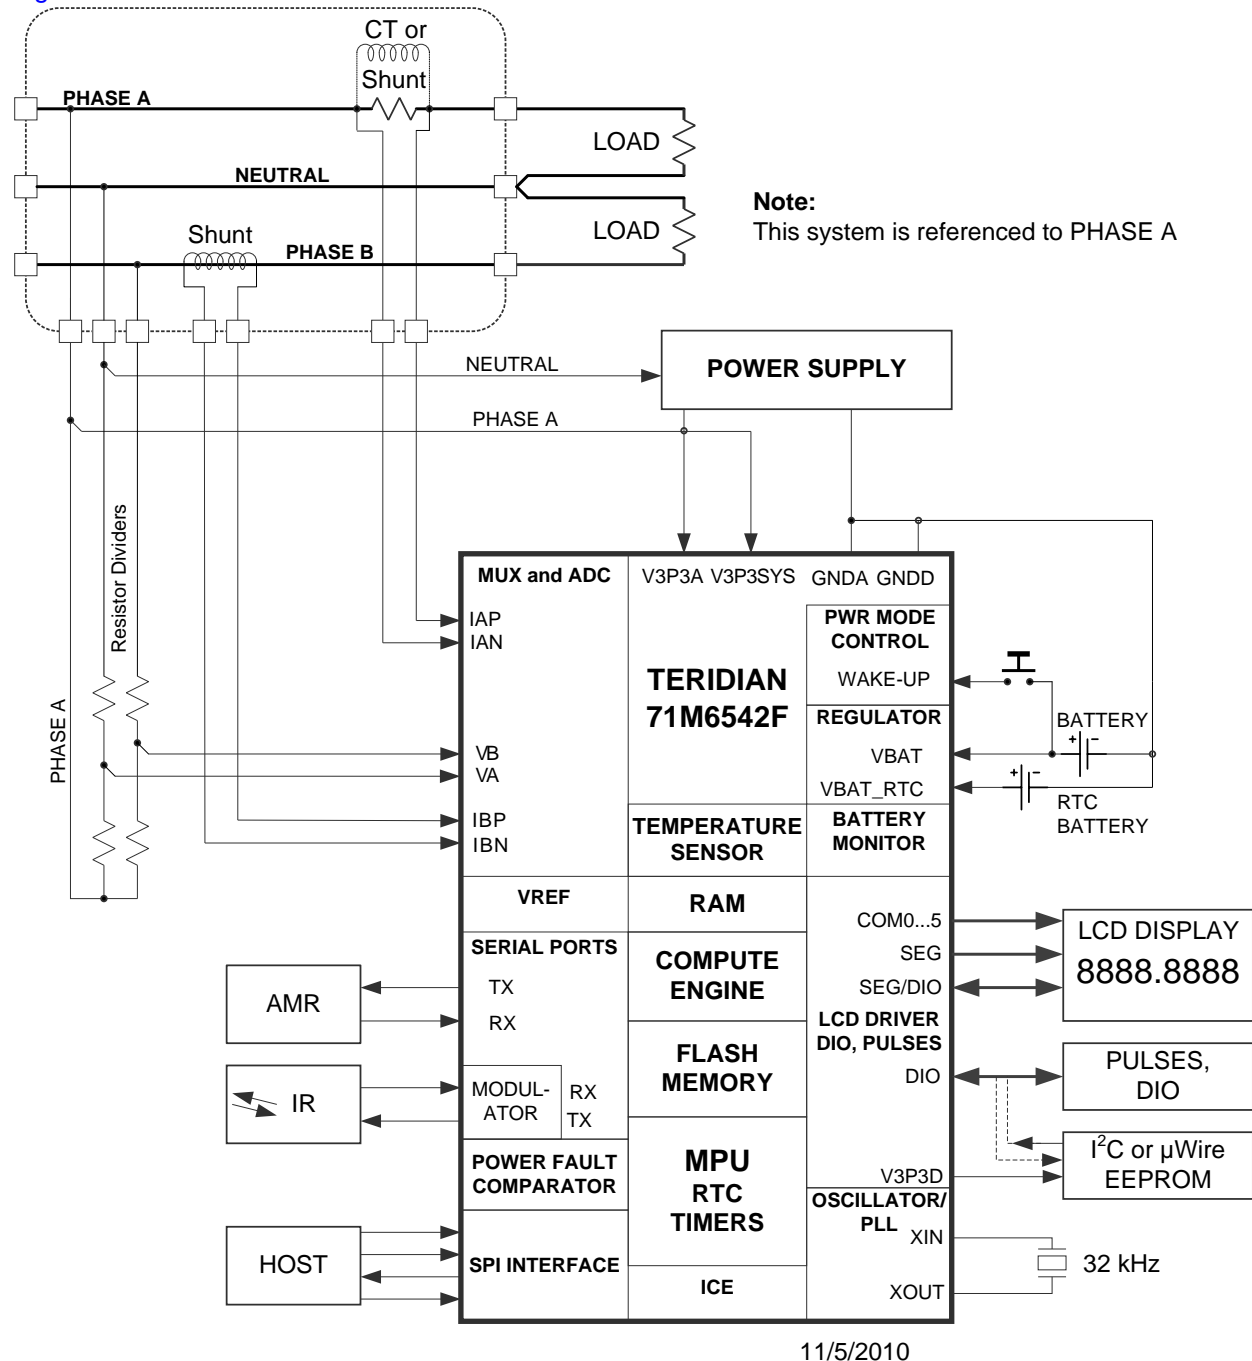 CT or
Shunt
PHASE A
LOAD
NEUTRAL
Note:
This system is referenced to PHASE A
Shunt
LOAD
PHASE B
NEUTRAL
POWER SUPPLY
PHASE A
Resistor Dividers
PHASE A
MUX and ADC
V3P3A V3P3SYS
GNDA GNDD
IAP
IAN
PWR MODE
CONTROL
WAKE-UP
TERIDIAN
71M6542F
REGULATOR
BATTERY
VB
VA
VBAT
VBAT_RTC
RTC
BATTERY
IBP
IBN
TEMPERATURE
SENSOR
BATTERY
MONITOR
VREF
RAM
COM0...5
SEG
SEG/DIO
LCD DISPLAY
8888.8888
SERIAL PORTS
TX
RX
AMR
COMPUTE
ENGINE
LCD DRIVER
DIO, PULSES
DIO
PULSES,
DIO
FLASH
MEMORY
IR
MODUL-
ATOR
RX
TX
I²C or µWire
EEPROM
V3P3D
POWER FAULT
COMPARATOR
MPU
RTC
TIMERS
OSCILLATOR/
PLL
XIN
32 kHz
XOUT
HOST
SPI INTERFACE
ICE
11/5/2010